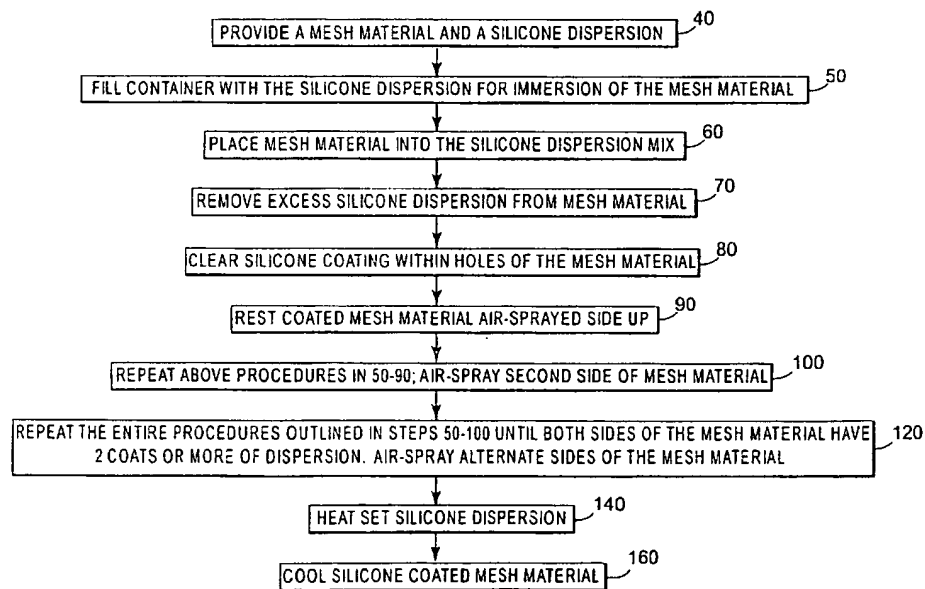 40
PROVIDE A MESH MATERIAL AND A SILICONE DISPERSION
50
FILL CONTAINER WITH THE SILICONE DISPERSION FOR IMMERSION OF THE MESH MATERIAL
60
PLACE MESH MATERIAL INTO THE SILICONE DISPERSION MIX
70
REMOVE EXCESS SILICONE DISPERSION FROM MESH MATERIAL
80
CLEAR SILICONE COATING WITHIN HOLES OF THE MESH MATERIAL
90
REST COATED MESH MATERIAL AIR-SPRAYED SIDE UP
100
REPEAT ABOVE PROCEDURES IN 50-90; AIR-SPRAY SECOND SIDE OF MESH MATERIAL
120
REPEAT THE ENTIRE PROCEDURES OUTLINED IN STEPS 50-100 UNTIL BOTH SIDES OF THE MESH MATERIAL HAVE
2 COATS OR MORE OF DISPERSION. AIR-SPRAY ALTERNATE SIDES OF THE MESH MATERIAL
140
HEAT SET SILICONE DISPERSION
160
COOL SILICONE COATED MESH MATERIAL